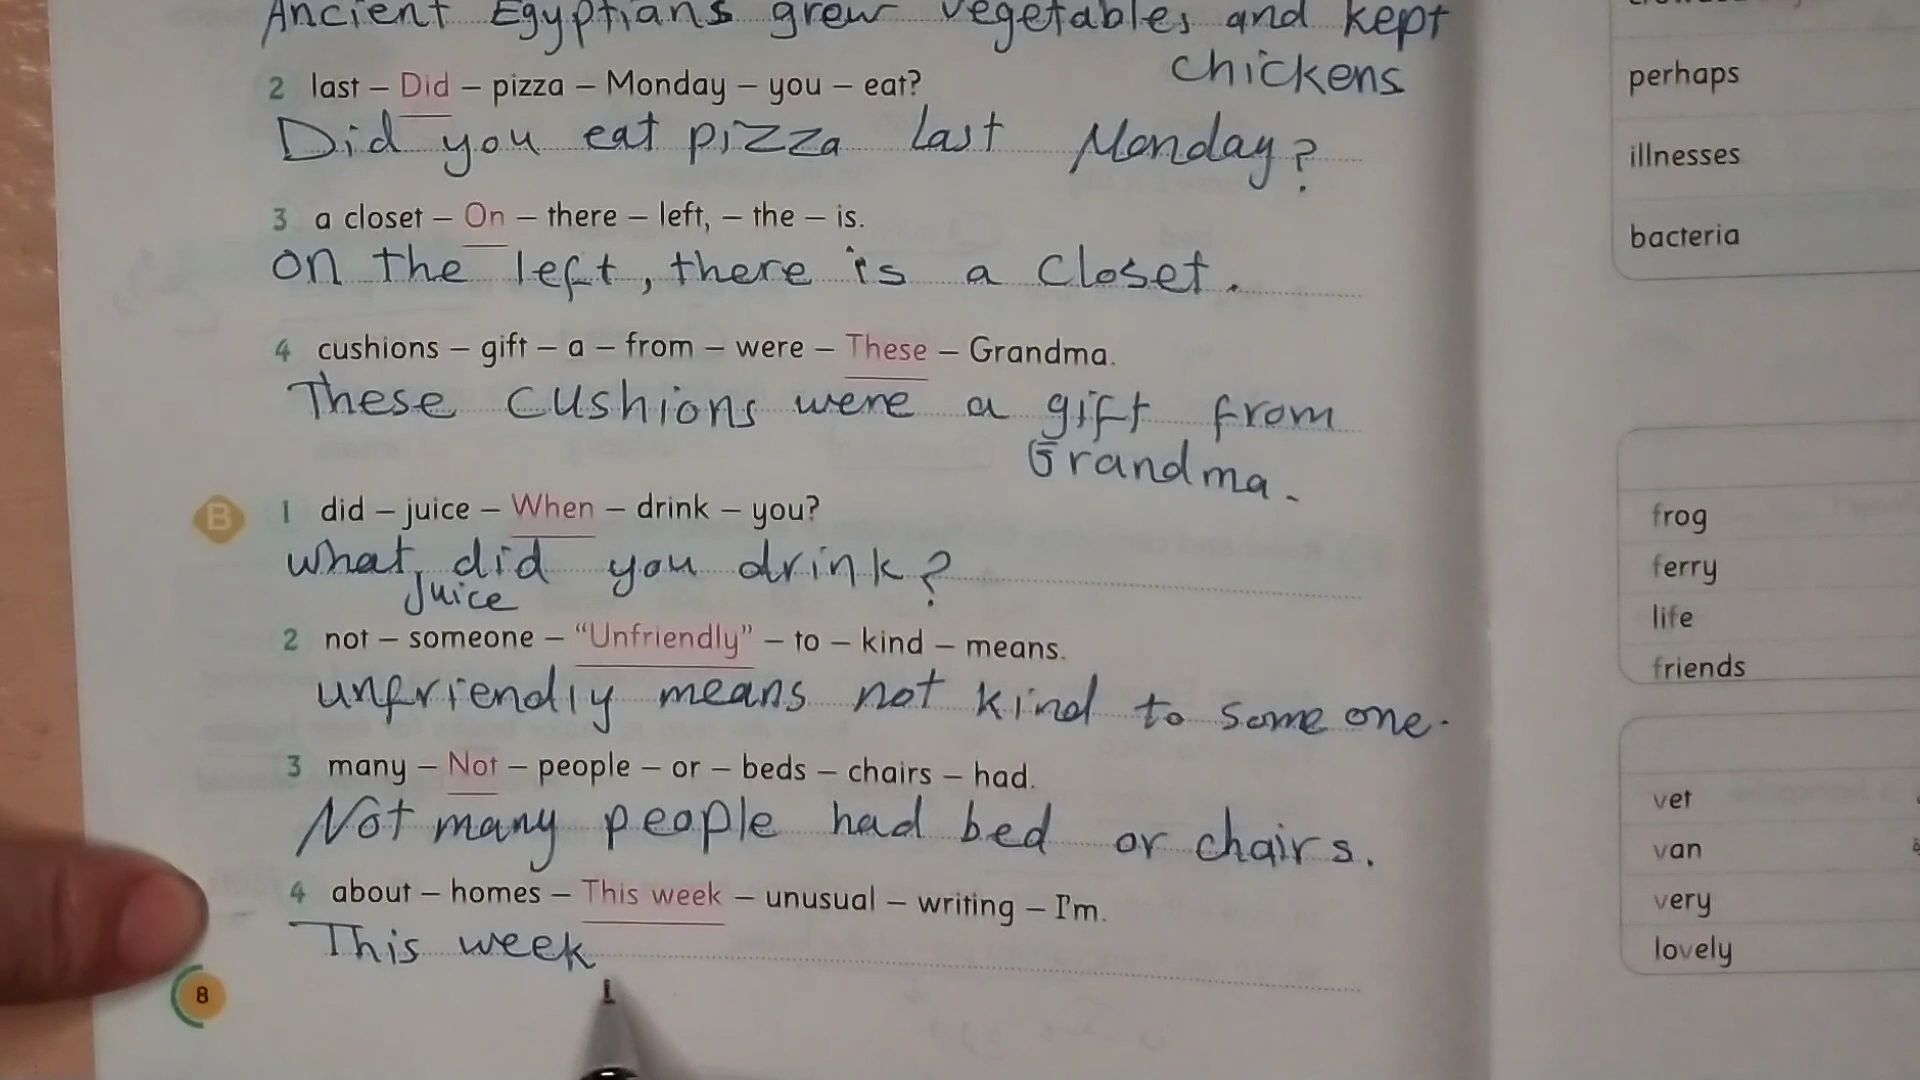 Ancient Egyptians grew vegetables and kept
chickens
2 last – Did – pizza – Monday – you – eat?
Did you eat pizza last Monday?
3 a closet – On – there – left, – the – is.
on the left, there is a closet.
4 cushions – gift – a – from – were – These – Grandma.
These cushions were a gift from
Grandma.
B 1 did – juice – When – drink – you?
what did you drink?
Juice
2 not – someone – “Unfriendly” – to – kind – means.
unfriendly means not kind to some one.
3 many – Not – people – or – beds – chairs – had.
Not many people had bed or chairs.
4 about – homes – This week – unusual – writing – I'm.
This week
8
perhaps
illnesses
bacteria
frog
ferry
life
friends
vet
van
very
lovely